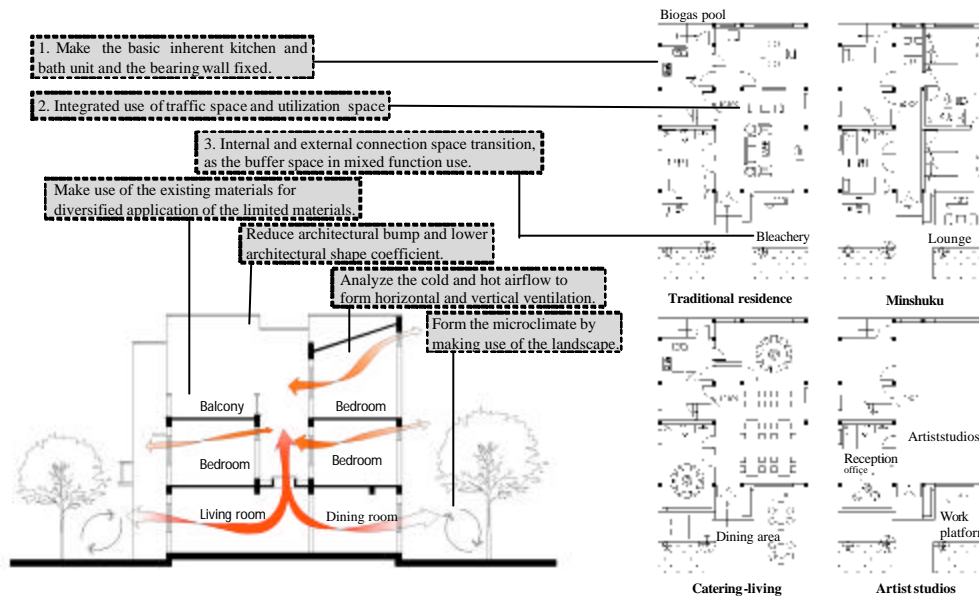 Biogas pool
1. Make the basic inherent kitchen and
bath unit and the bearing wall fixed.
2. Integrated use of traffic space and utilization space
3. Internal and external connection space transition,
as the buffer space in mixed function use.
Make use of the existing materials for
diversified application of the limited materials.
Reduce architectural bump and lower
architectural shape coefficient.
Analyze the cold and hot airflow to
form horizontal and vertical ventilation.
Form the microclimate by
making use of the landscape.
Bleachery
Lounge
Traditional residence
Minshuku
Balcony
Bedroom
Bedroom
Bedroom
Living room
Dining room
Artiststudios
Reception
office
Dining area
Work
platform
Catering-living
Artist studios